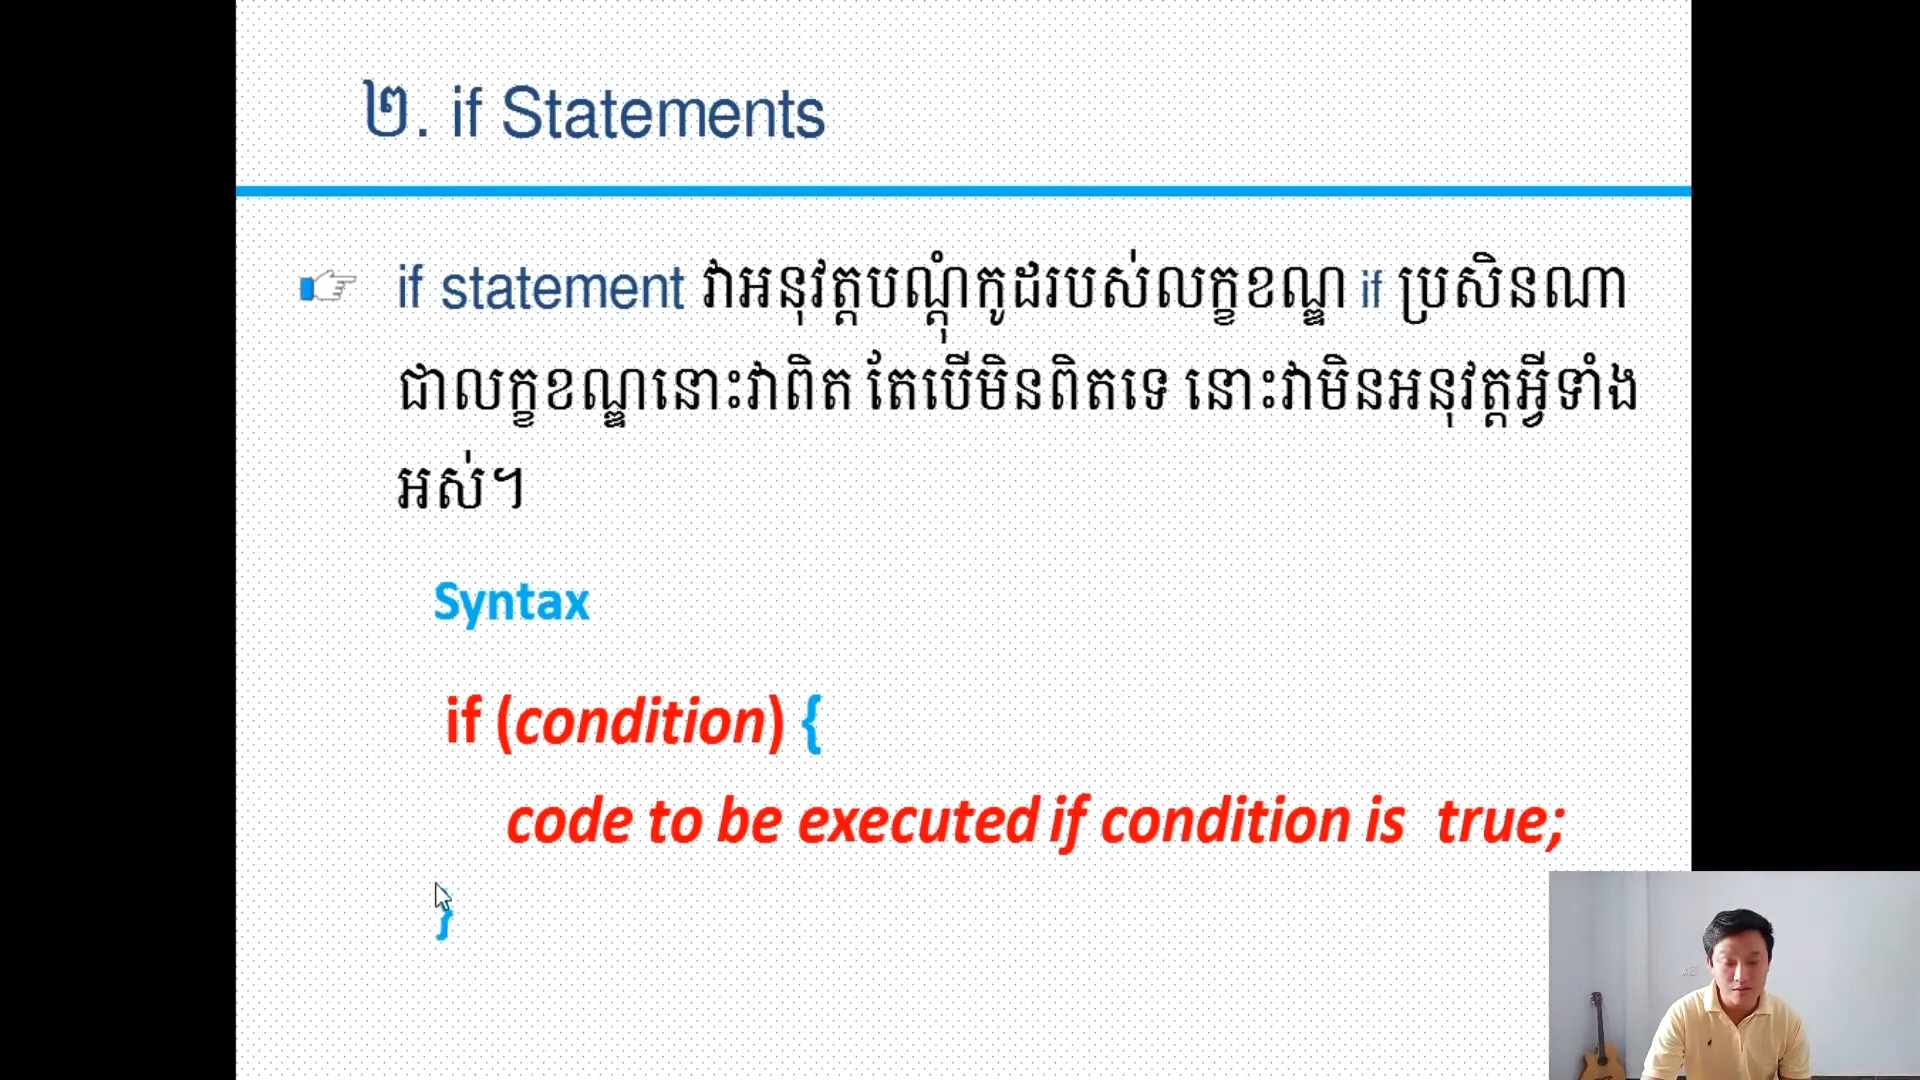 ២. if Statements
if statement វាអនុវត្តបណ្តុំកូដរបស់លក្ខខណ្ឌ if ប្រសិនណា
ជាលក្ខខណ្ឌនោះវាពិត តែបើមិនពិតទេ នោះវាមិនអនុវត្តអ្វីទាំង
អស់។
Syntax
if (condition) {
code to be executed if condition is true;
}